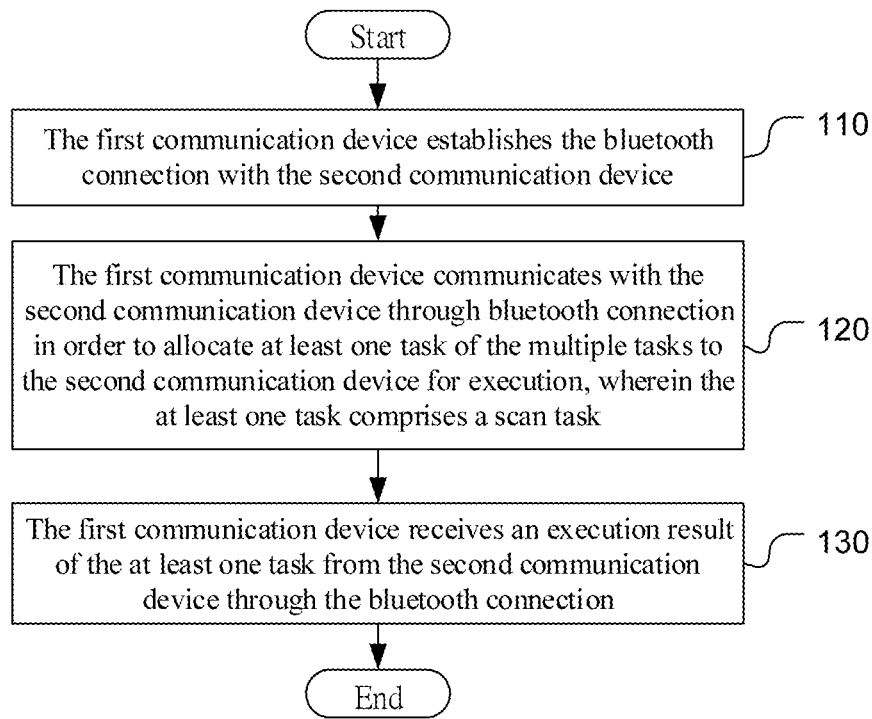 Start
The first communication device establishes the bluetooth
connection with the second communication device
110
The first communication device communicates with the
second communication device through bluetooth connection
in order to allocate at least one task of the multiple tasks to
the second communication device for execution, wherein the
at least one task comprises a scan task
120
The first communication device receives an execution result
of the at least one task from the second communication
device through the bluetooth connection
130
End